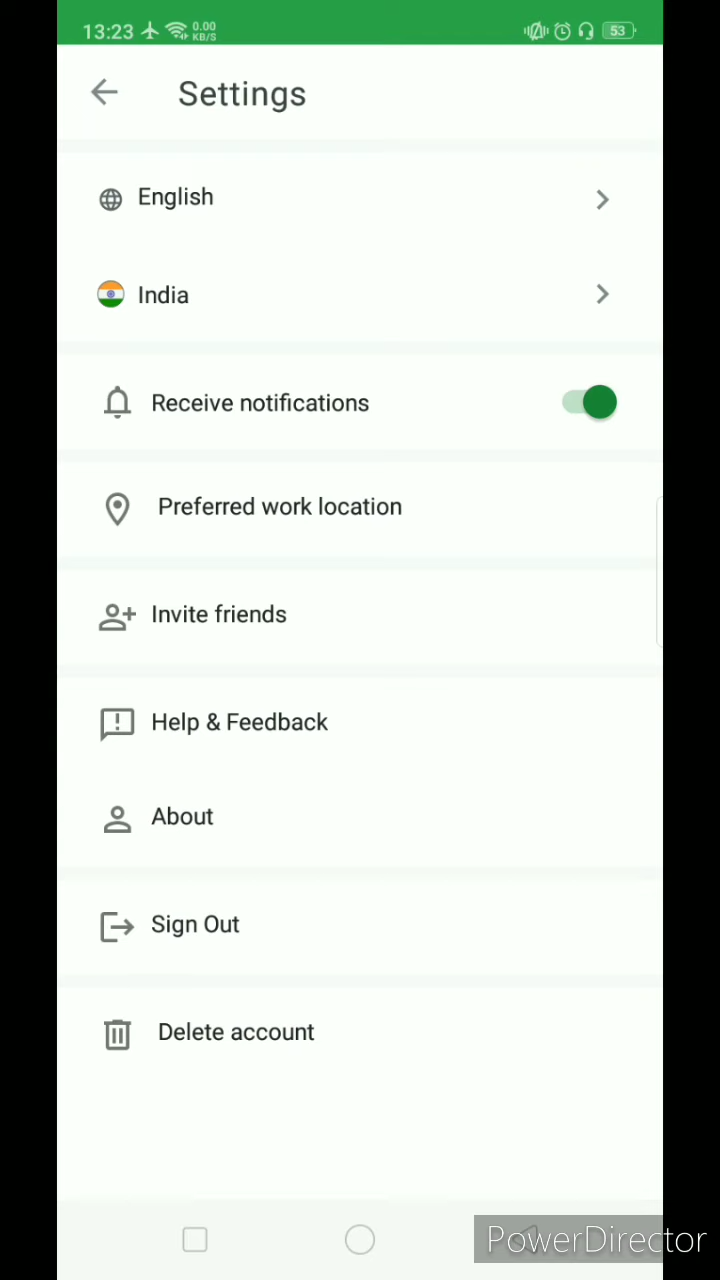 13:23 0.00 KB/S 53
Settings
English
India
Receive notifications
Preferred work location
Invite friends
Help & Feedback
About
Sign Out
Delete account
PowerDirector